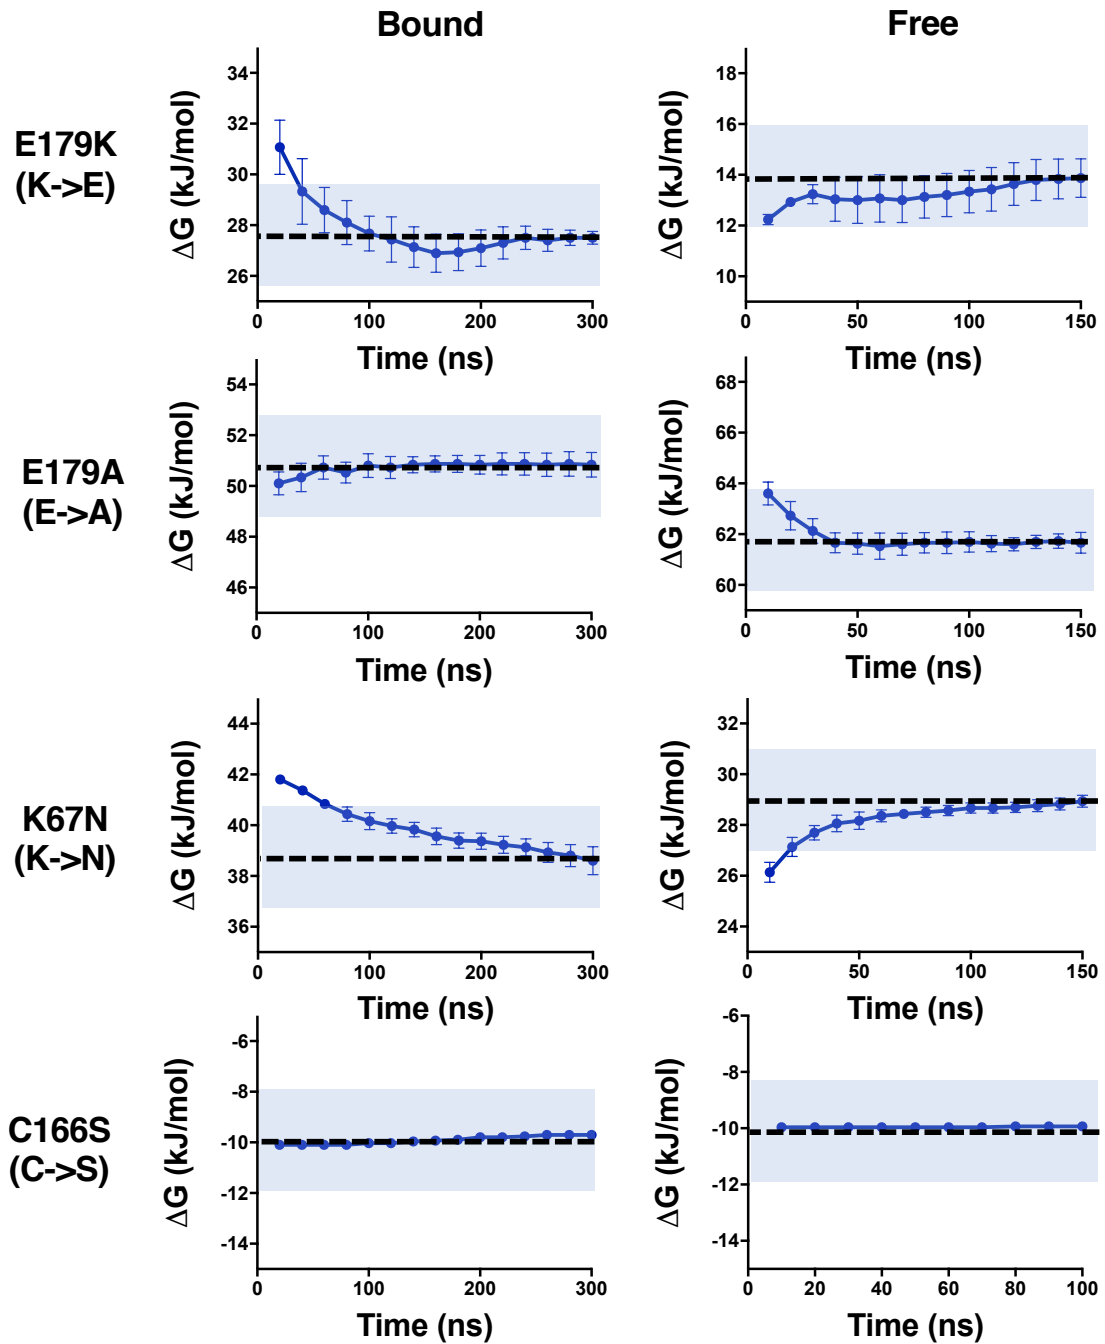 Bound
Free
E179K
(K->E)
ΔG (kJ/mol)
34
32
30
28
26
0
100
200
300
Time (ns)
ΔG (kJ/mol)
18
16
14
12
10
0
50
100
150
Time (ns)
E179A
(E->A)
ΔG (kJ/mol)
54
52
50
48
46
0
100
200
300
Time (ns)
ΔG (kJ/mol)
68
66
64
62
60
0
50
100
150
Time (ns)
K67N
(K->N)
ΔG (kJ/mol)
44
42
40
38
36
0
100
200
300
Time (ns)
ΔG (kJ/mol)
32
30
28
26
24
0
50
100
150
Time (ns)
C166S
(C->S)
ΔG (kJ/mol)
-6
-8
-10
-12
-14
0
100
200
300
Time (ns)
ΔG (kJ/mol)
-6
-8
-10
-12
-14
0
20
40
60
80
100
Time (ns)